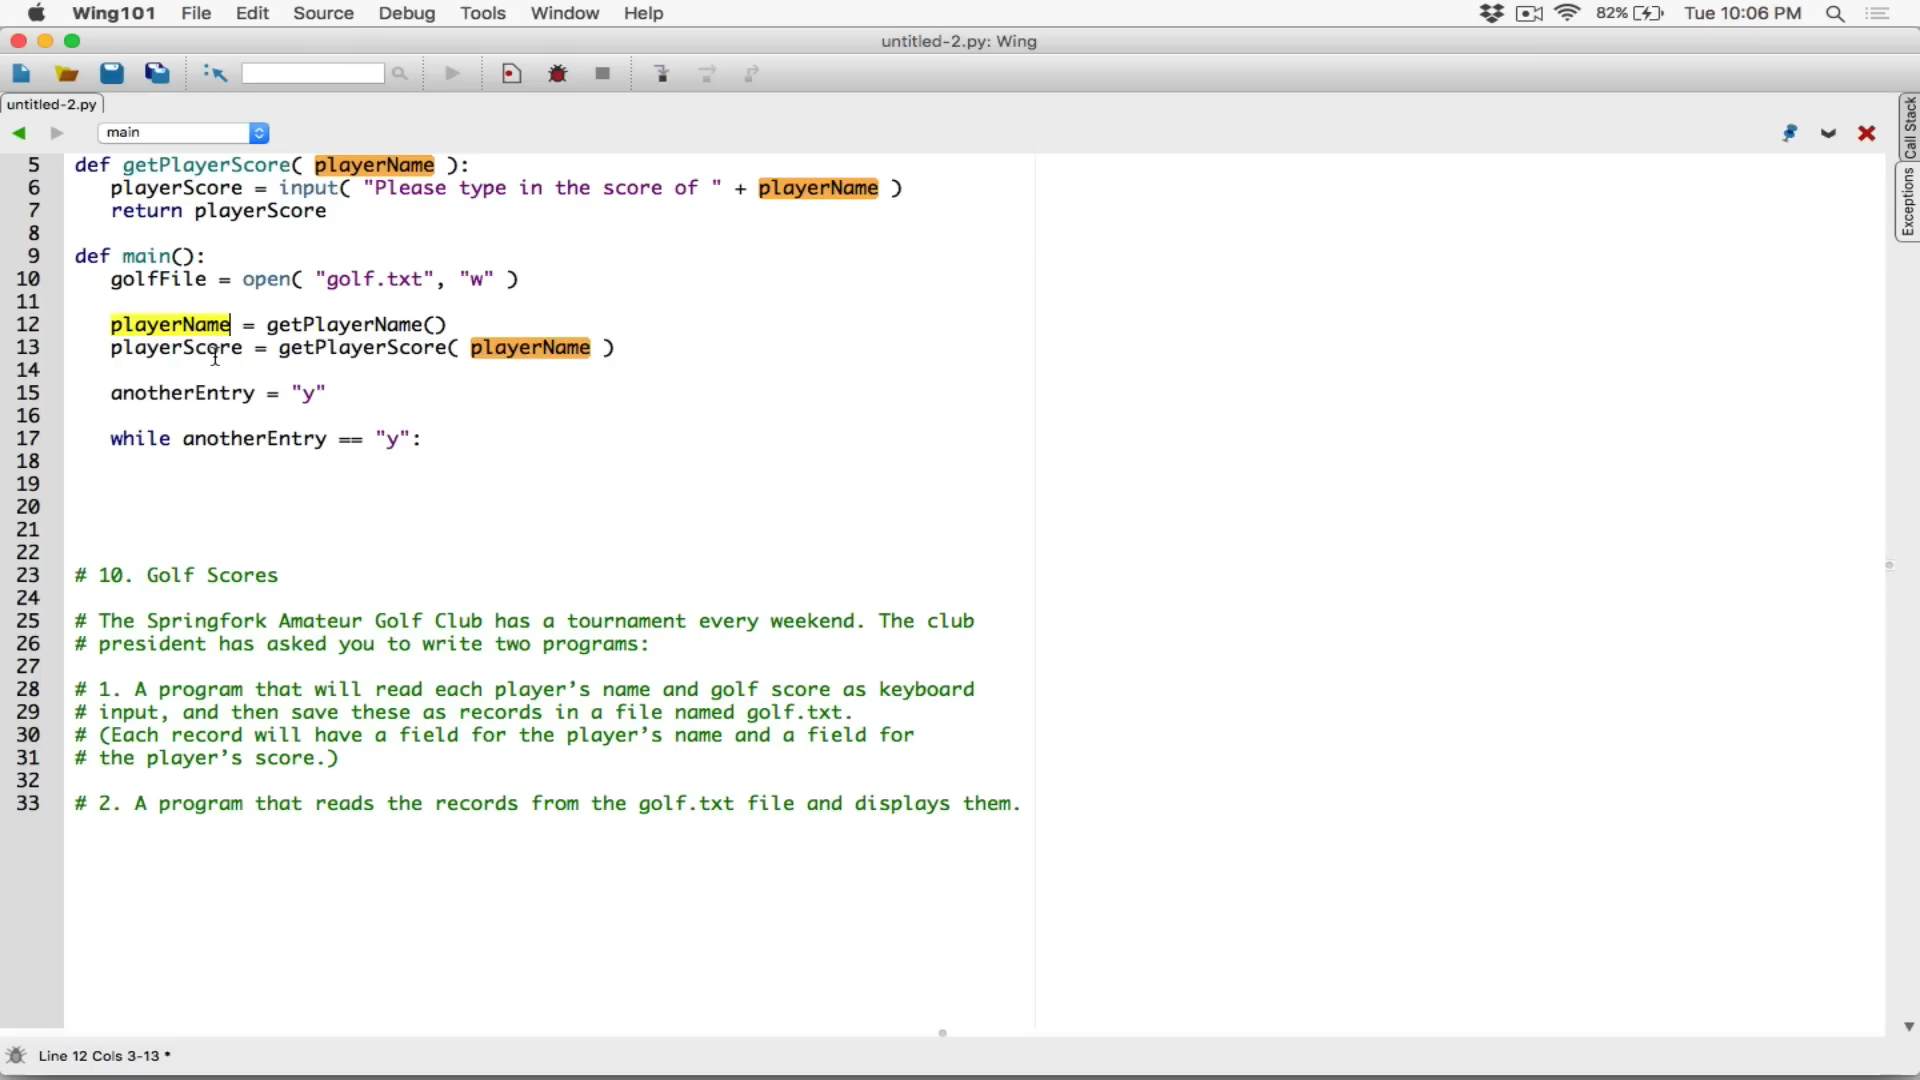 Wing101 File Edit Source Debug Tools Window Help 82% Tue 10:06 PM
untitled-2.py: Wing
untitled-2.py
main
Call Stack
Exceptions
5 def getPlayerScore( playerName ):
6 playerScore = input( "Please type in the score of " + playerName )
7 return playerScore
8
9 def main():
10 golfFile = open( "golf.txt", "w" )
11
12 playerName = getPlayerName()
13 playerScore = getPlayerScore( playerName )
14
15 anotherEntry = "y"
16
17 while anotherEntry == "y":
18
19
20
21
22
23 # 10. Golf Scores
24
25 # The Springfork Amateur Golf Club has a tournament every weekend. The club
26 # president has asked you to write two programs:
27
28 # 1. A program that will read each player’s name and golf score as keyboard
29 # input, and then save these as records in a file named golf.txt.
30 # (Each record will have a field for the player’s name and a field for
31 # the player’s score.)
32
33 # 2. A program that reads the records from the golf.txt file and displays them.
Line 12 Cols 3-13 *